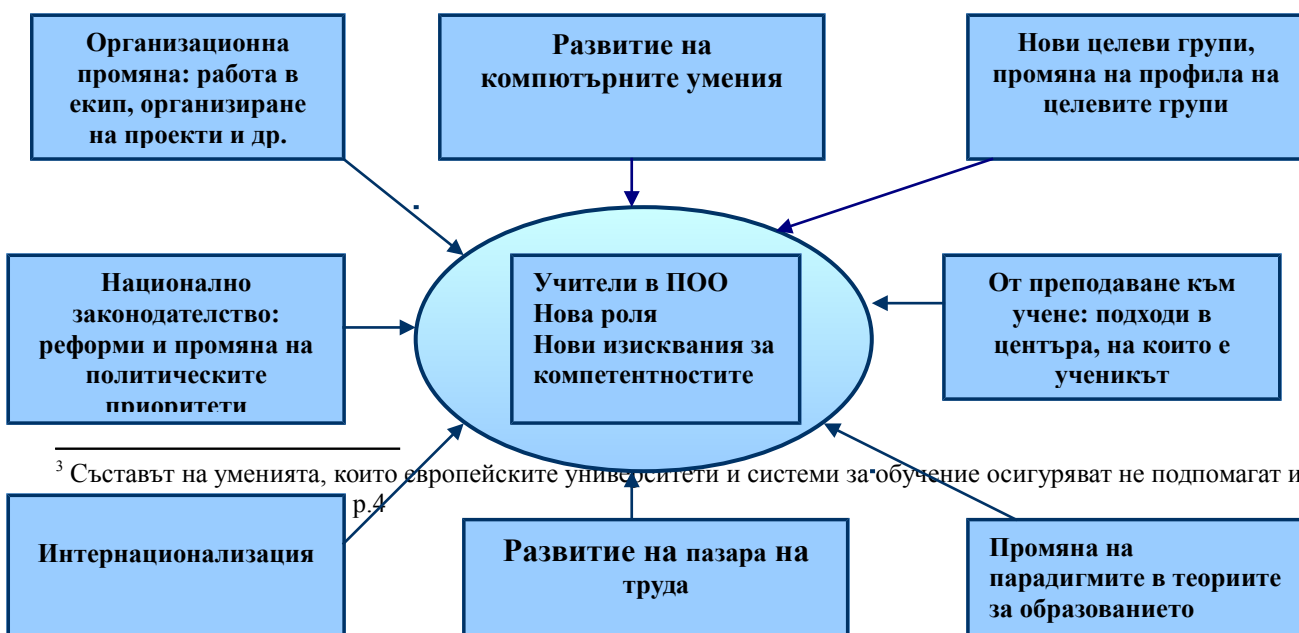 Организационна
промяна: работа в
екип, организиране
на проекти и др.
Развитие на
компютърните умения
Нови целеви групи,
промяна на профила на
целевите групи
Национално
законодателство:
реформи и промяна на
политическите
приоритети
Учители в ПОО
Нова роля
Нови изисквания за
компетентностите
От преподаване към
учене: подходи в
центъра, на които е
ученикът
3 Съставът на уменията, които европейските университети и системи за обучение осигуряват не подпомагат и
p.4
Интернационализация
Развитие на пазара на
труда
Промяна на
парадигмите в теориите
за образованието